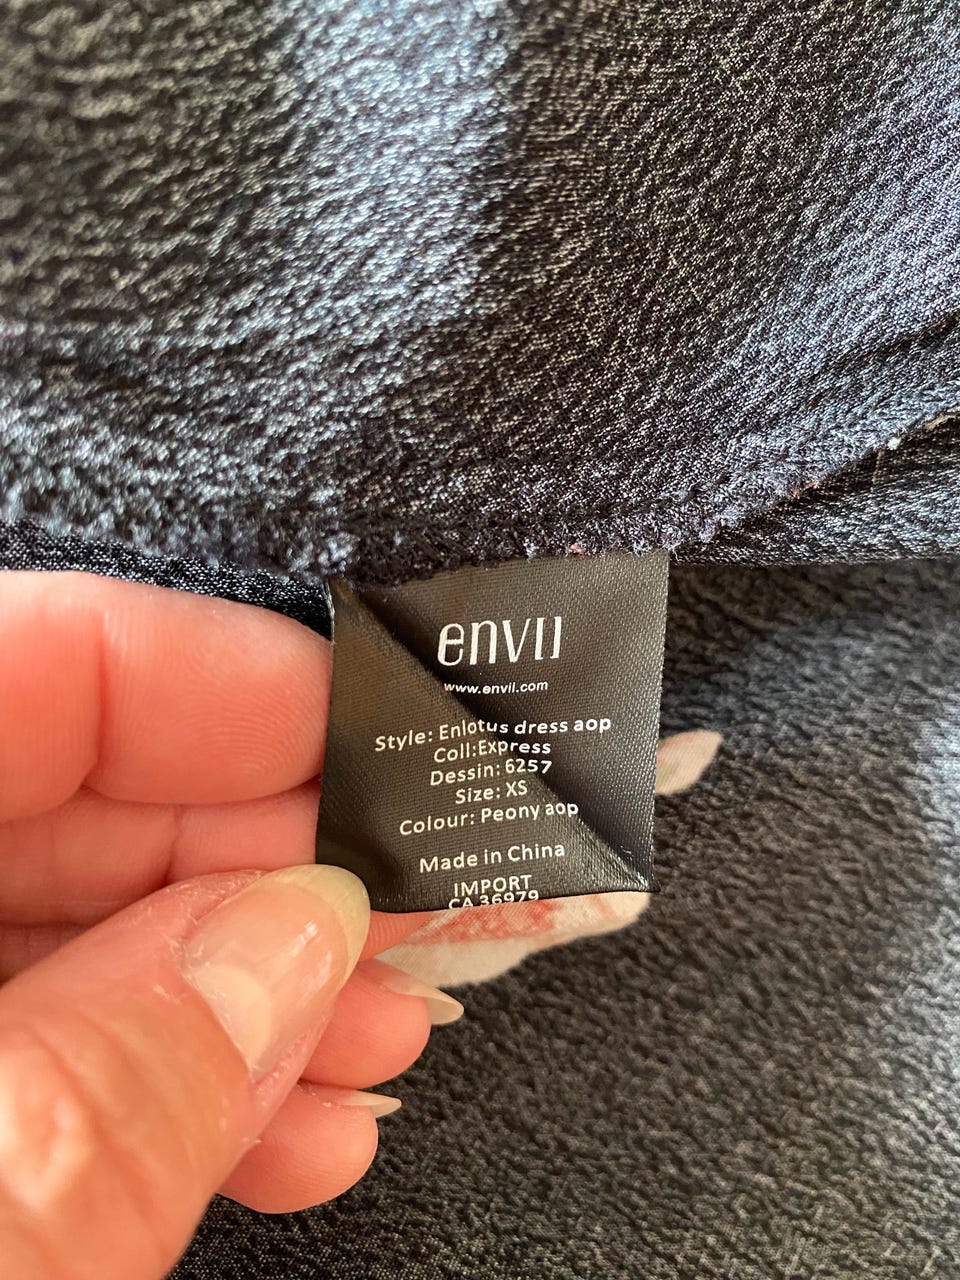 envii
www.envii.com
Style: Enlotus dress aop
Coll:Express
Dessin: 6257
Size: XS
Colour: Peony aop
Made in China
IMPORT
CA 36979